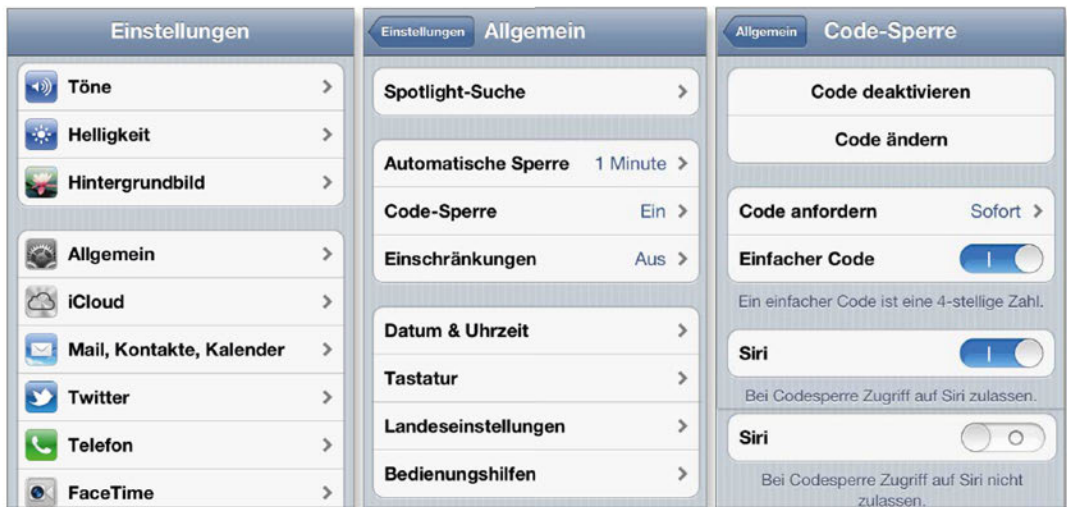 Einstellungen
Töne
Helligkeit
Hintergrundbild
Allgemein
iCloud
Mail, Kontakte, Kalender
Twitter
Telefon
FaceTime
Einstellungen Allgemein
Spotlight-Suche
Automatische Sperre 1 Minute
Code-Sperre Ein
Einschränkungen Aus
Datum & Uhrzeit
Tastatur
Landeseinstellungen
Bedienungshilfen
Allgemein Code-Sperre
Code deaktivieren
Code ändern
Code anfordern Sofort
Einfacher Code
Ein einfacher Code ist eine 4-stellige Zahl.
Siri
Bei Codesperre Zugriff auf Siri zulassen.
Siri
Bei Codesperre Zugriff auf Siri nicht
zulassen.